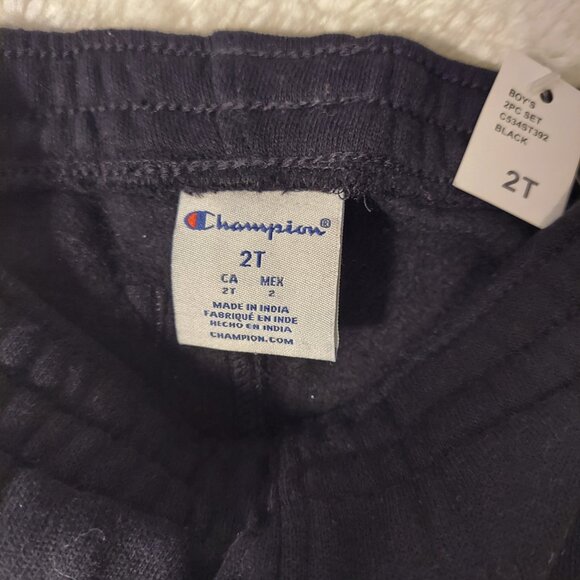 Champion®
2T
CA MEX
2T 2
MADE IN INDIA
FABRIQUÉ EN INDE
HECHO EN INDIA
CHAMPION.COM
BOY'S
2PC SET
C534ST392
BLACK
2T